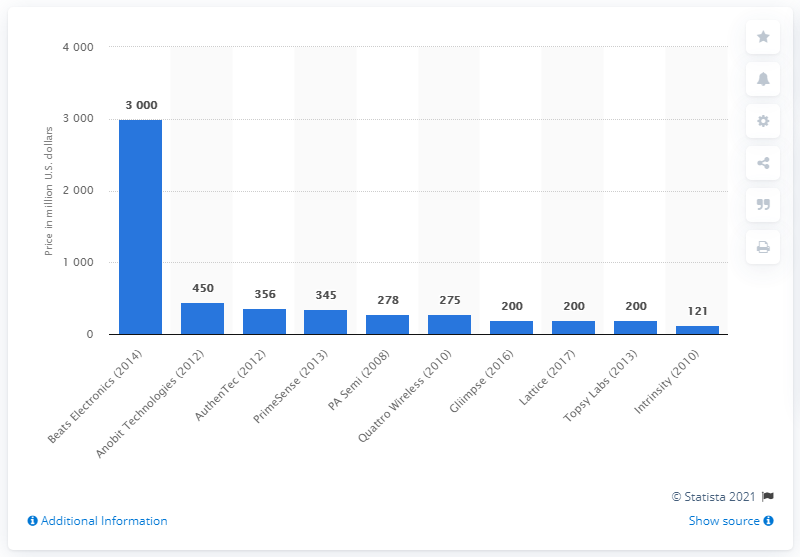 4 000
3 000
2 000
1 000
0
Price in million U.S. dollars
3 000
450
356
345
278
275
200
200
200
121
Beats Electronics (2014)
Anobit Technologies (2012)
AuthenTec (2012)
PrimeSense (2013)
PA Semi (2008)
Quattro Wireless (2010)
Gliimpse (2016)
Lattice (2017)
Topsy Labs (2013)
Intrinsity (2010)
© Statista 2021
Additional Information
Show source